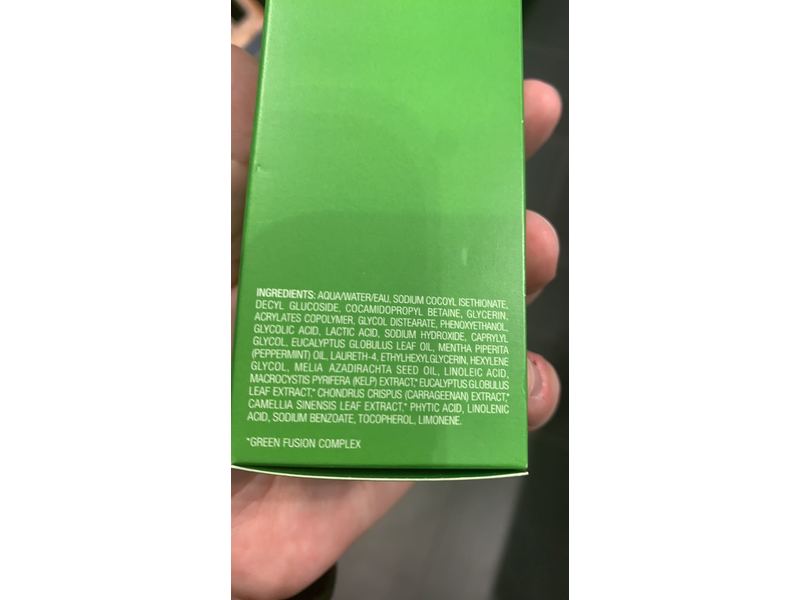 INGREDIENTS: AQUA/WATER/EAU, SODIUM COCOYL ISETHIONATE,
DECYL GLUCOSIDE, COCAMIDOPROPYL BETAINE, GLYCERIN,
ACRYLATES COPOLYMER, GLYCOL DISTEARATE, PHENOXYETHANOL,
GLYCOLIC ACID, LACTIC ACID, SODIUM HYDROXIDE, CAPRYLYL
GLYCOL, EUCALYPTUS GLOBULUS LEAF OIL, MENTHA PIPERITA
(PEPPERMINT) OIL, LAURETH-4, ETHYLHEXYLGLYCERIN, HEXYLENE
GLYCOL, MELIA AZADIRACHTA SEED OIL, LINOLEIC ACID,
MACROCYSTIS PYRIFERA (KELP) EXTRACT,* EUCALYPTUS GLOBULUS
LEAF EXTRACT,* CHONDRUS CRISPUS (CARRAGEENAN) EXTRACT,*
CAMELLIA SINENSIS LEAF EXTRACT,* PHYTIC ACID, LINOLENIC
ACID, SODIUM BENZOATE, TOCOPHEROL, LIMONENE.
*GREEN FUSION COMPLEX